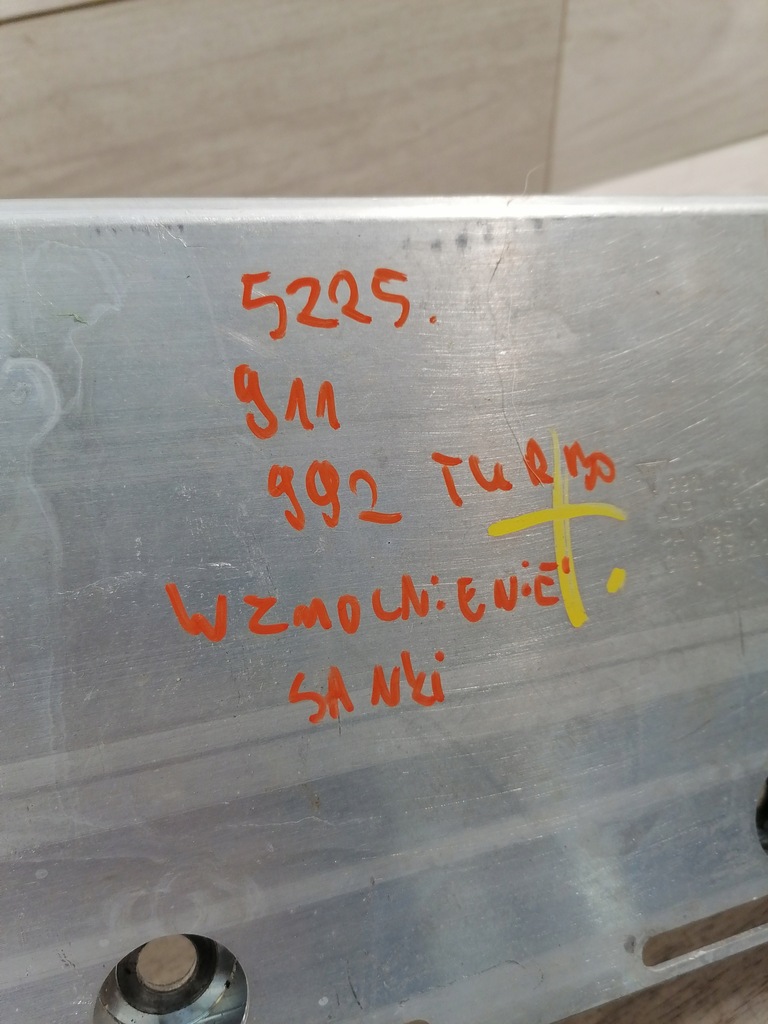 5225.
911
992 TURBO
WZMOCNiENiE
SANKi